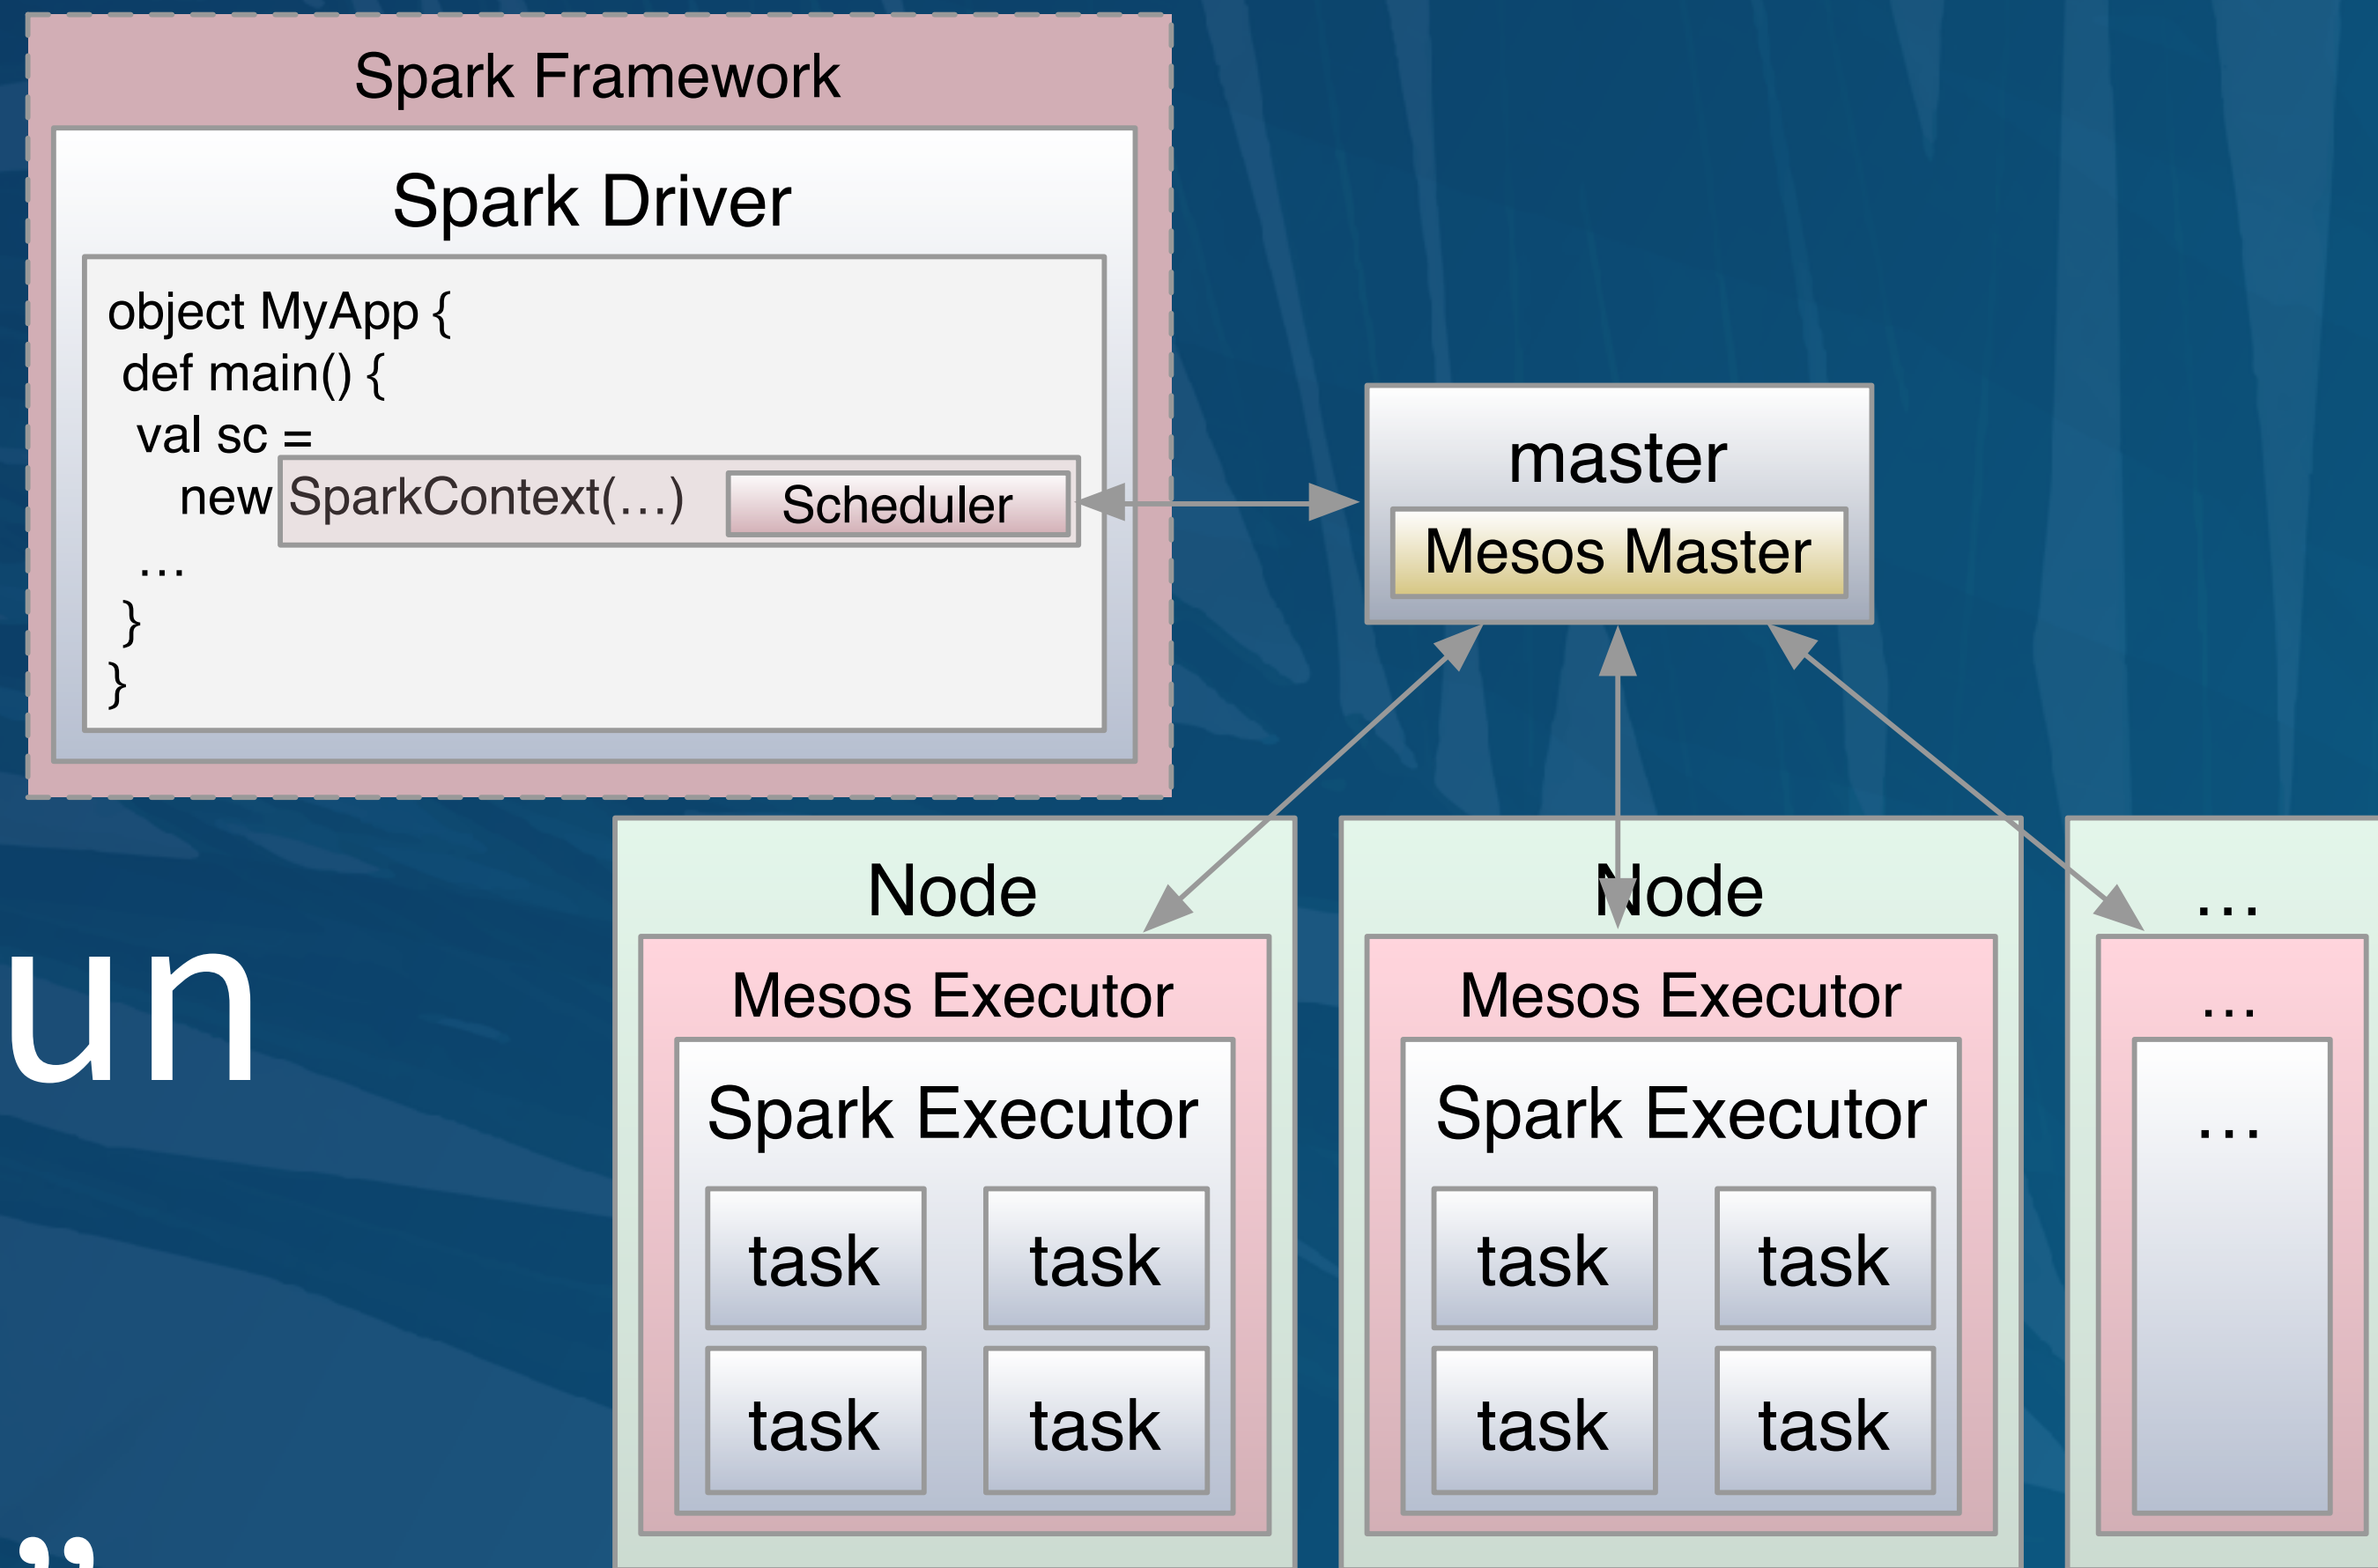 Spark Framework
Spark Driver
object MyApp {
def main() {
val sc =
new SparkContext(…)
Scheduler
…
}
}
master
Mesos Master
Node
Mesos Executor
Spark Executor
task task
task task
Node
Mesos Executor
Spark Executor
task task
task task
…
…
…
un
”